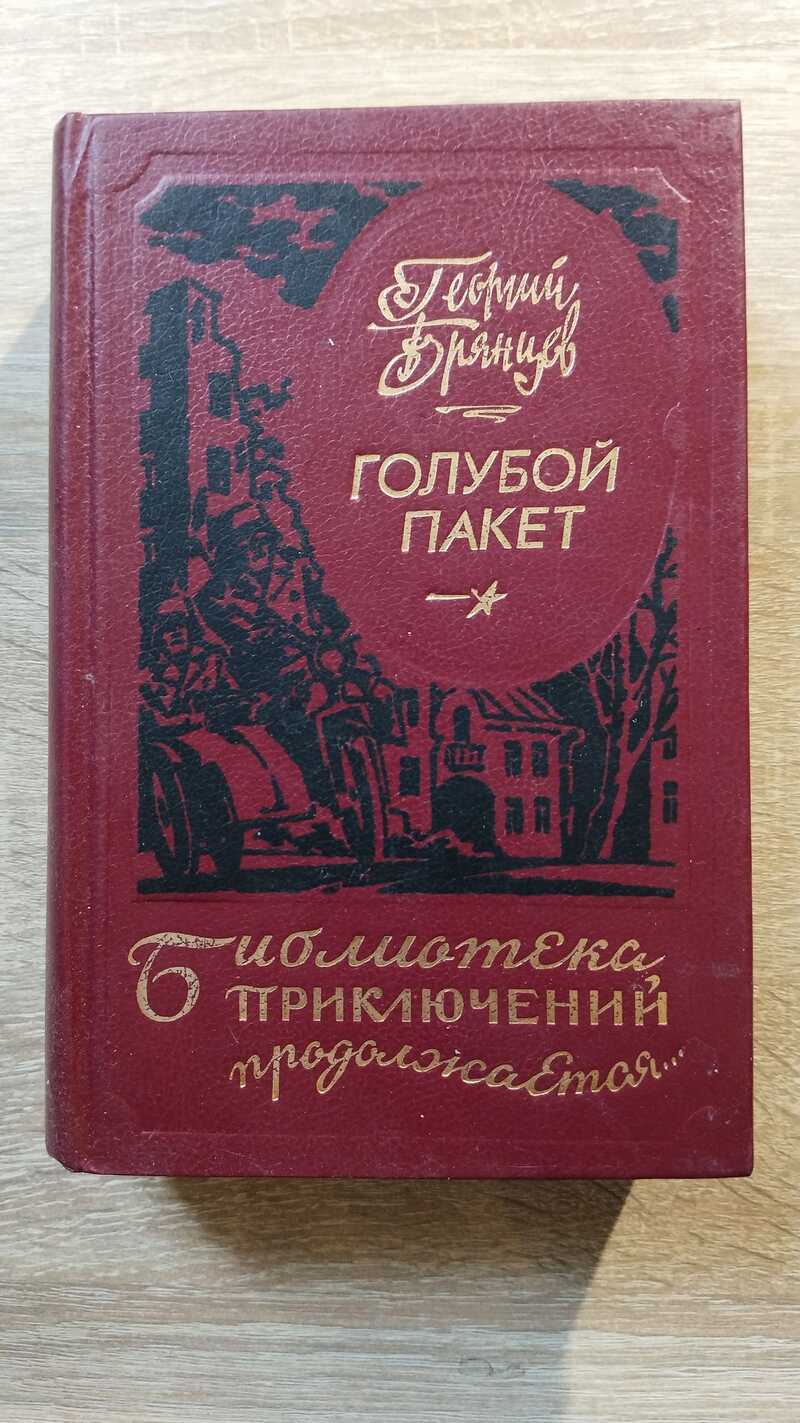 Георгий
Брянцев
ГОЛУБОЙ
ПАКЕТ
Библиотека
ПРИКЛЮЧЕНИЙ
продолжается...